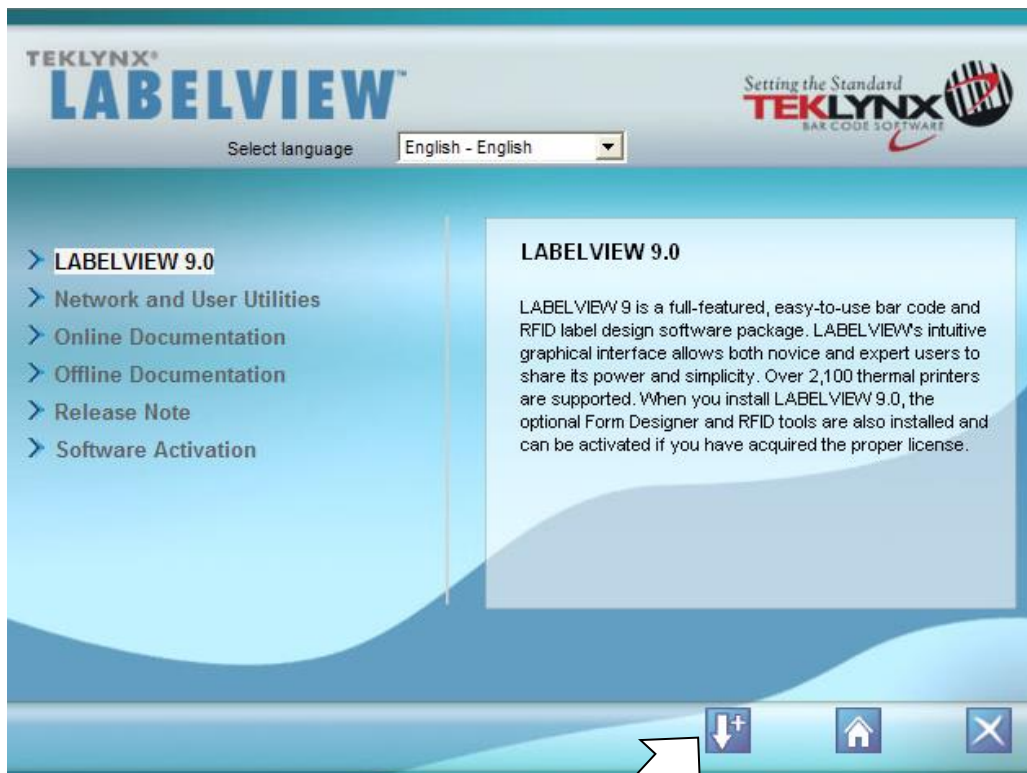 TEKLYNX®
LABELVIEW™
Setting the Standard
TEKLYNX
BAR CODE SOFTWARE
Select language
English - English
LABELVIEW 9.0
Network and User Utilities
Online Documentation
Offline Documentation
Release Note
Software Activation
LABELVIEW 9.0
LABELVIEW 9 is a full-featured, easy-to-use bar code and
RFID label design software package. LABELVIEW's intuitive
graphical interface allows both novice and expert users to
share its power and simplicity. Over 2,100 thermal printers
are supported. When you install LABELVIEW 9.0, the
optional Form Designer and RFID tools are also installed and
can be activated if you have acquired the proper license.